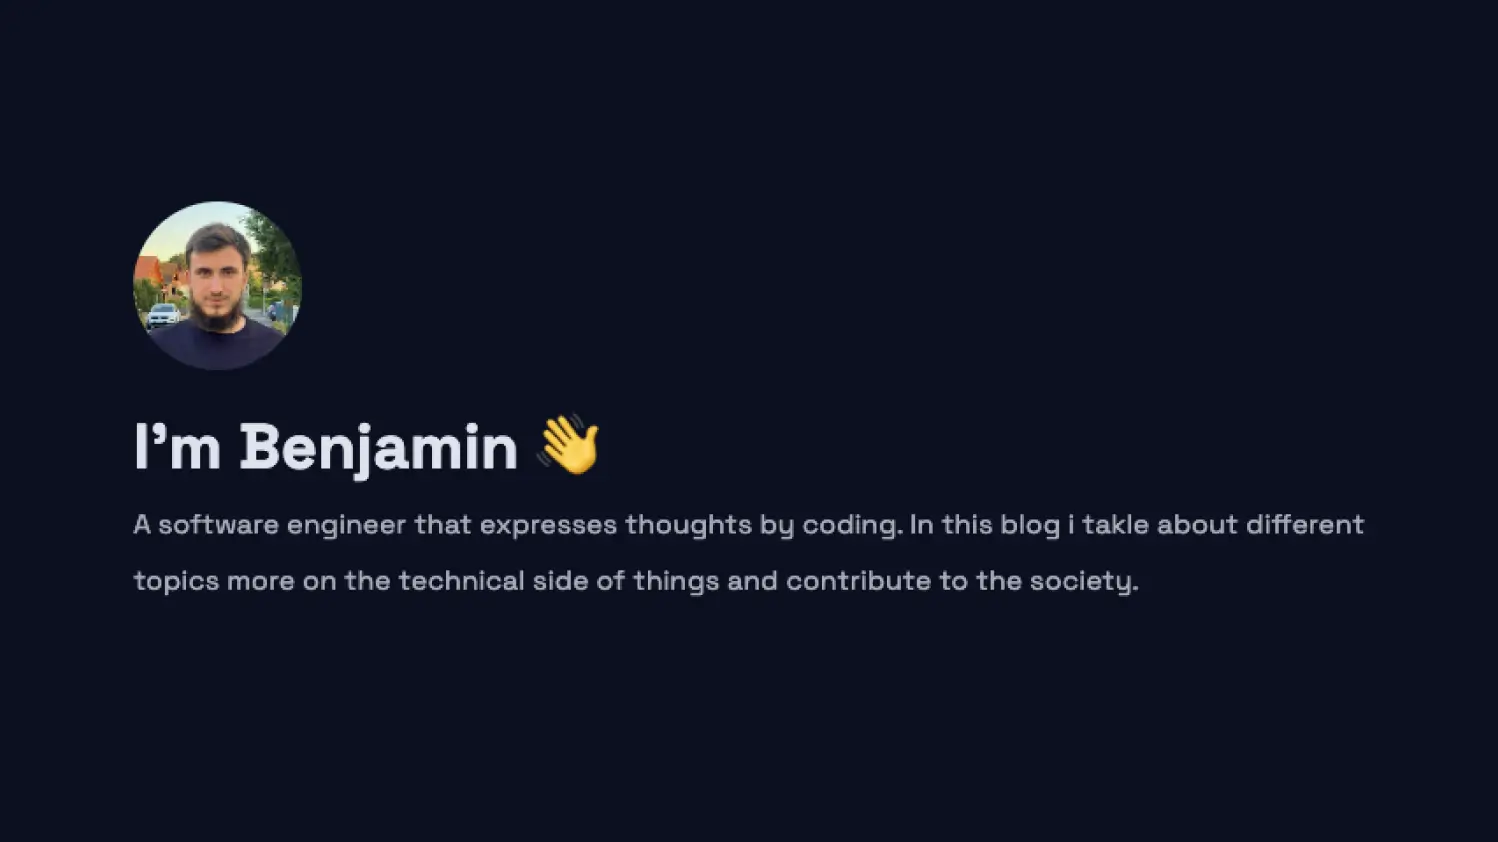 I'm Benjamin 👋
A software engineer that expresses thoughts by coding. In this blog i takle about different
topics more on the technical side of things and contribute to the society.